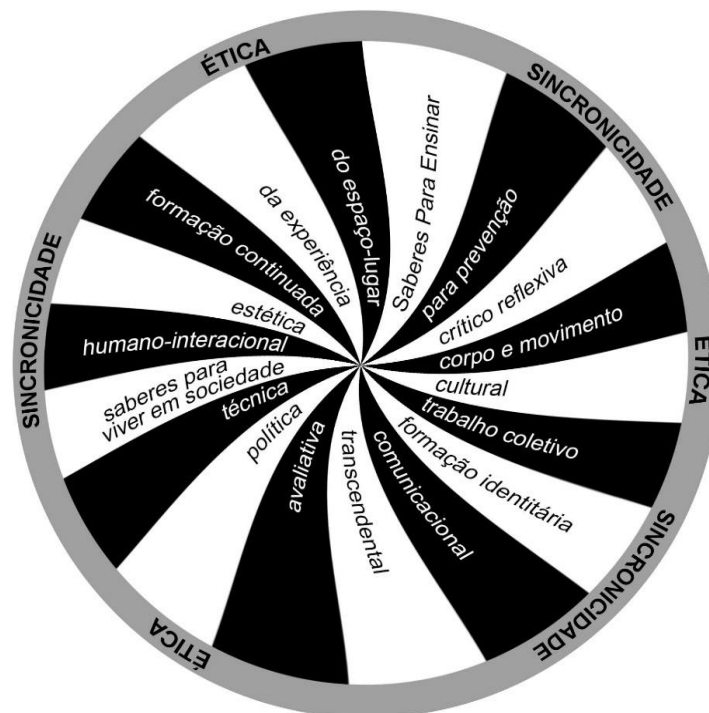 ÉTICA
SINCRONICIDADE
ÉTICA
SINCRONICIDADE
ÉTICA
SINCRONICIDADE
do espaço-lugar
Saberes Para Ensinar
para prevenção
crítico reflexiva
corpo e movimento
cultural
trabalho coletivo
formação identitária
comunicacional
transcendental
avaliativa
política
técnica
saberes para
viver em sociedade
humano-interacional
estética
formação continuada
da experiência